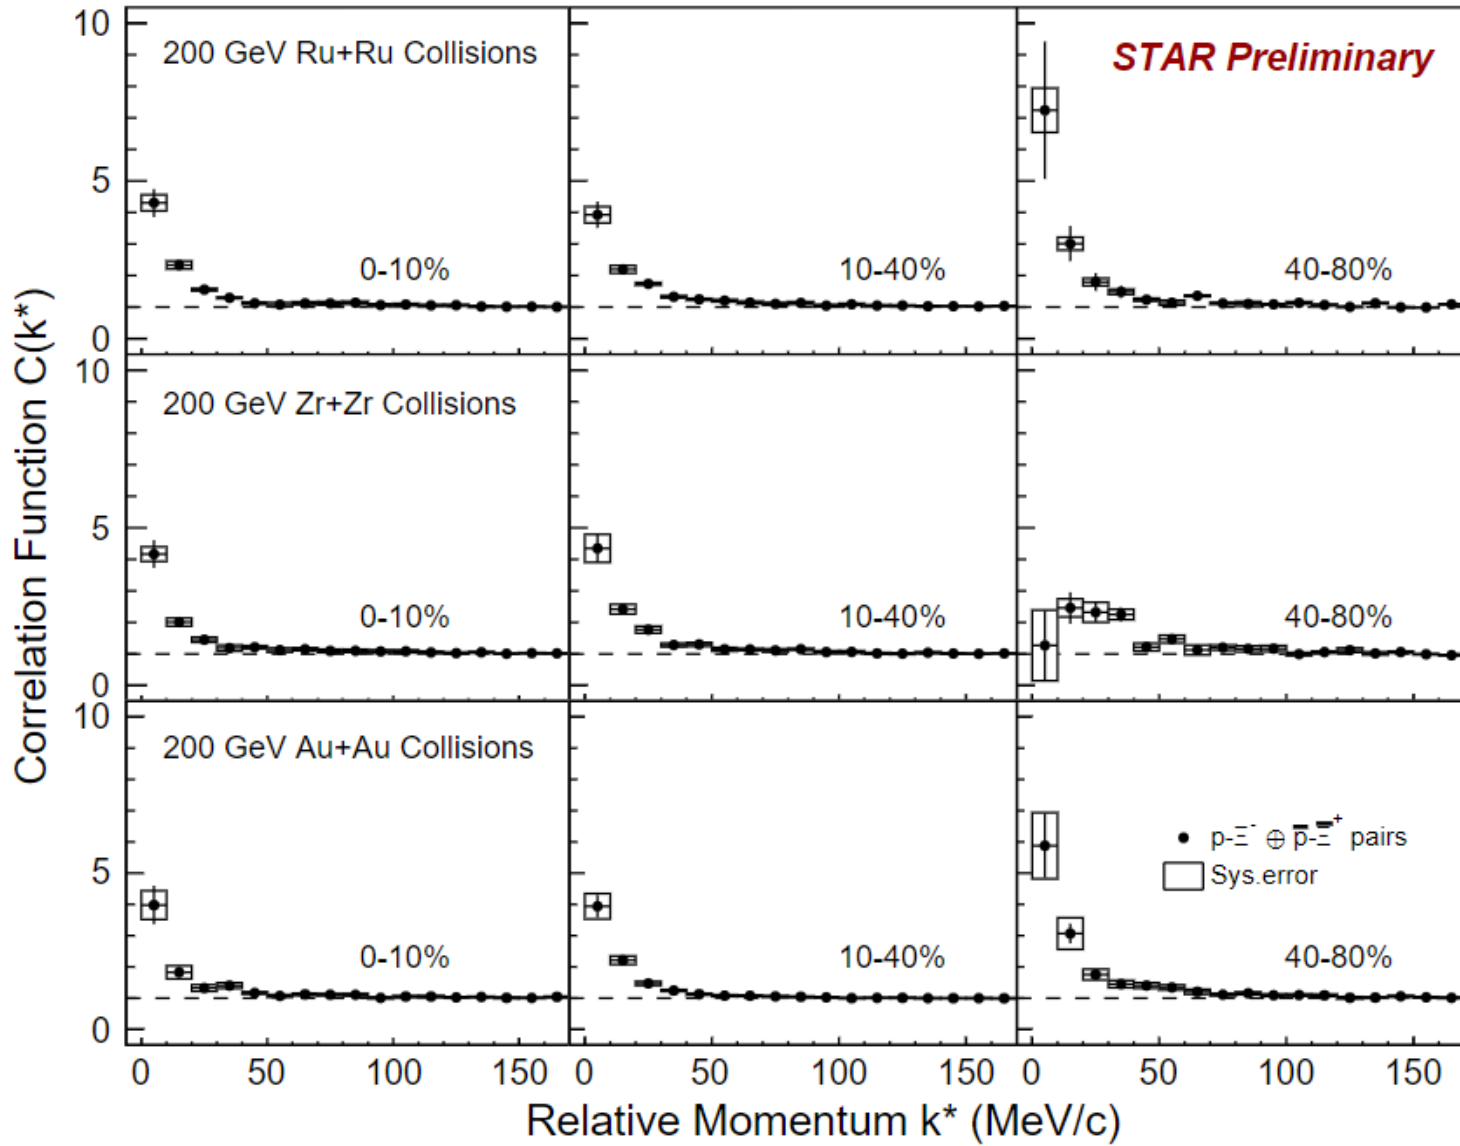 Correlation Function C(k*)
10
5
0
200 GeV Ru+Ru Collisions
0-10%
10-40%
STAR Preliminary
40-80%
10
5
0
200 GeV Zr+Zr Collisions
0-10%
10-40%
40-80%
10
5
0
200 GeV Au+Au Collisions
0-10%
10-40%
p-Ξ⁻ ⊕ p̅-Ξ̅⁺ pairs
Sys.error
40-80%
0 50 100 150 0 50 100 150 0 50 100 150
Relative Momentum k* (MeV/c)